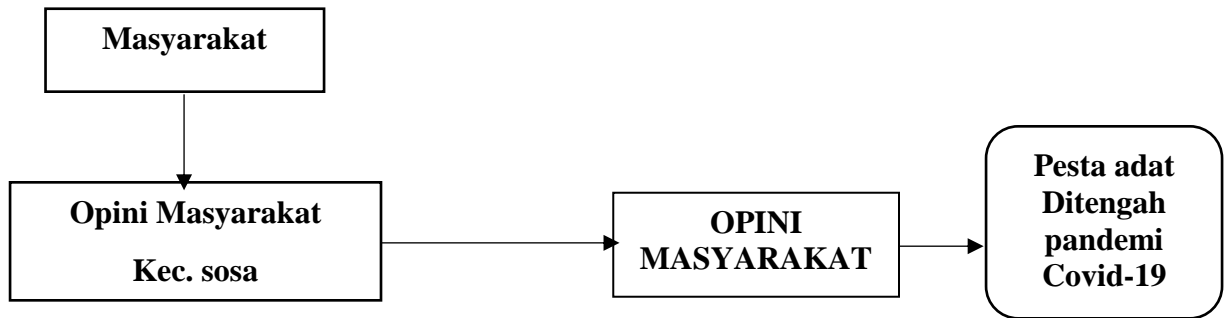 Masyarakat
Opini Masyarakat
Kec. sosa
OPINI
MASYARAKAT
Pesta adat
Ditengah
pandemi
Covid-19